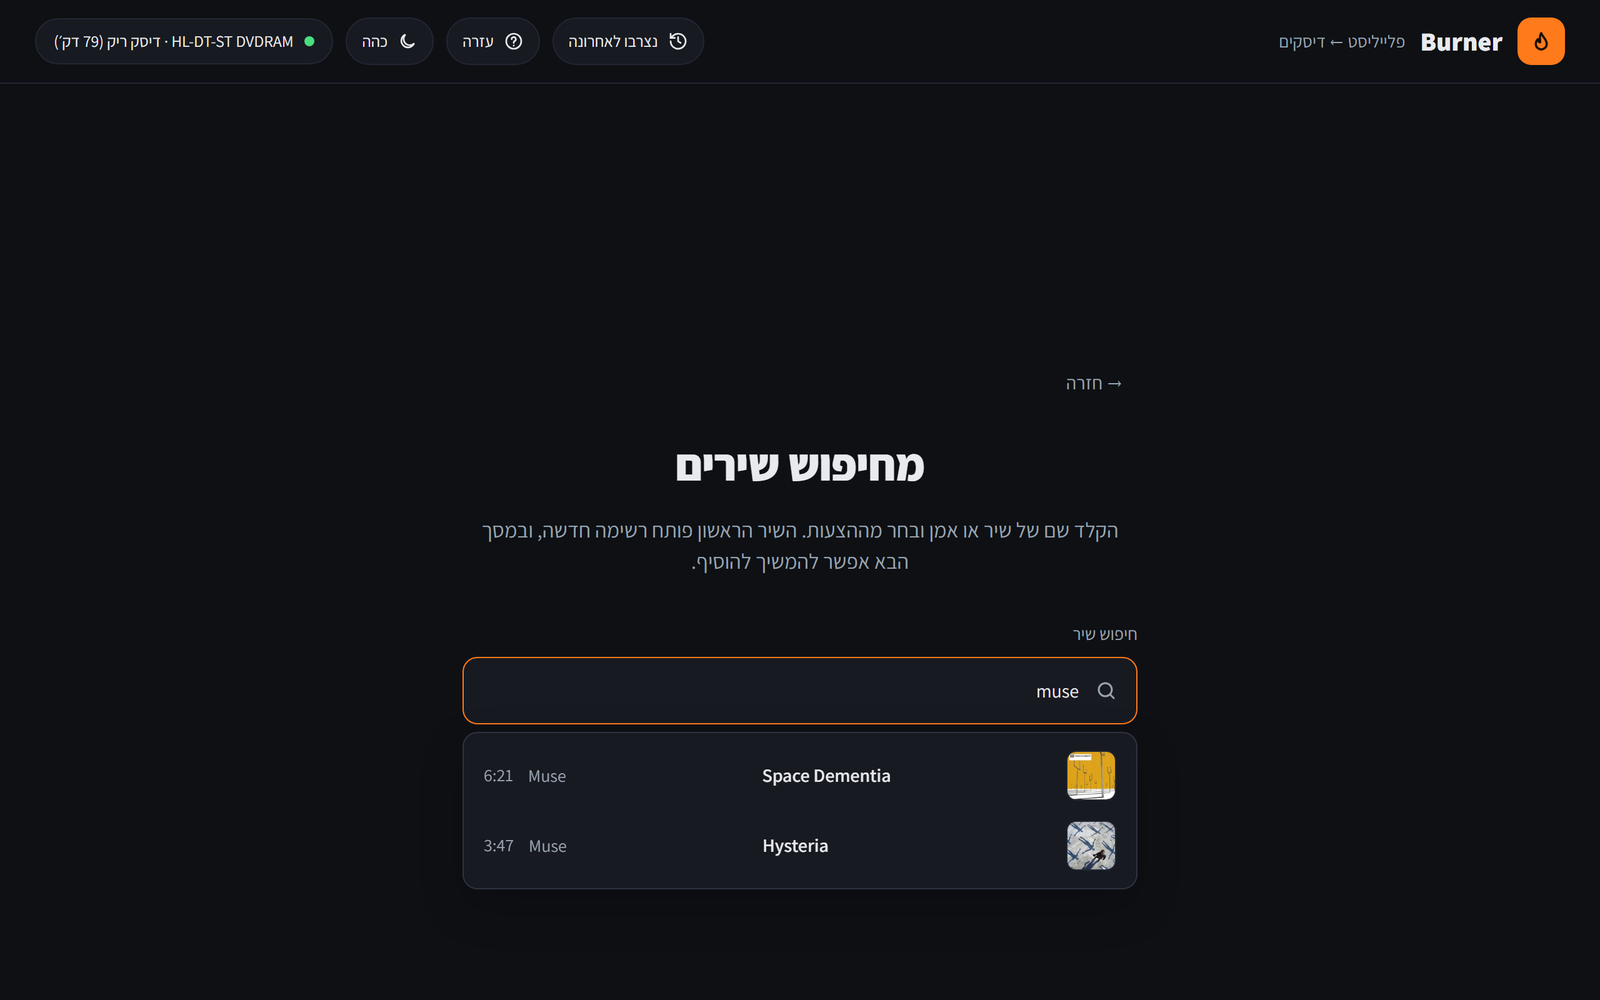 Burner
פלייליסט ← דיסקים
נצרבו לאחרונה
עזרה
כהה
HL-DT-ST DVDRAM · דיסק ריק (79 דק׳)
→ חזרה
מחיפוש שירים
הקלד שם של שיר או אמן ובחר מההצעות. השיר הראשון פותח רשימה חדשה, ובמסך
הבא אפשר להמשיך להוסיף.
חיפוש שיר
muse
Space Dementia Muse 6:21
Hysteria Muse 3:47